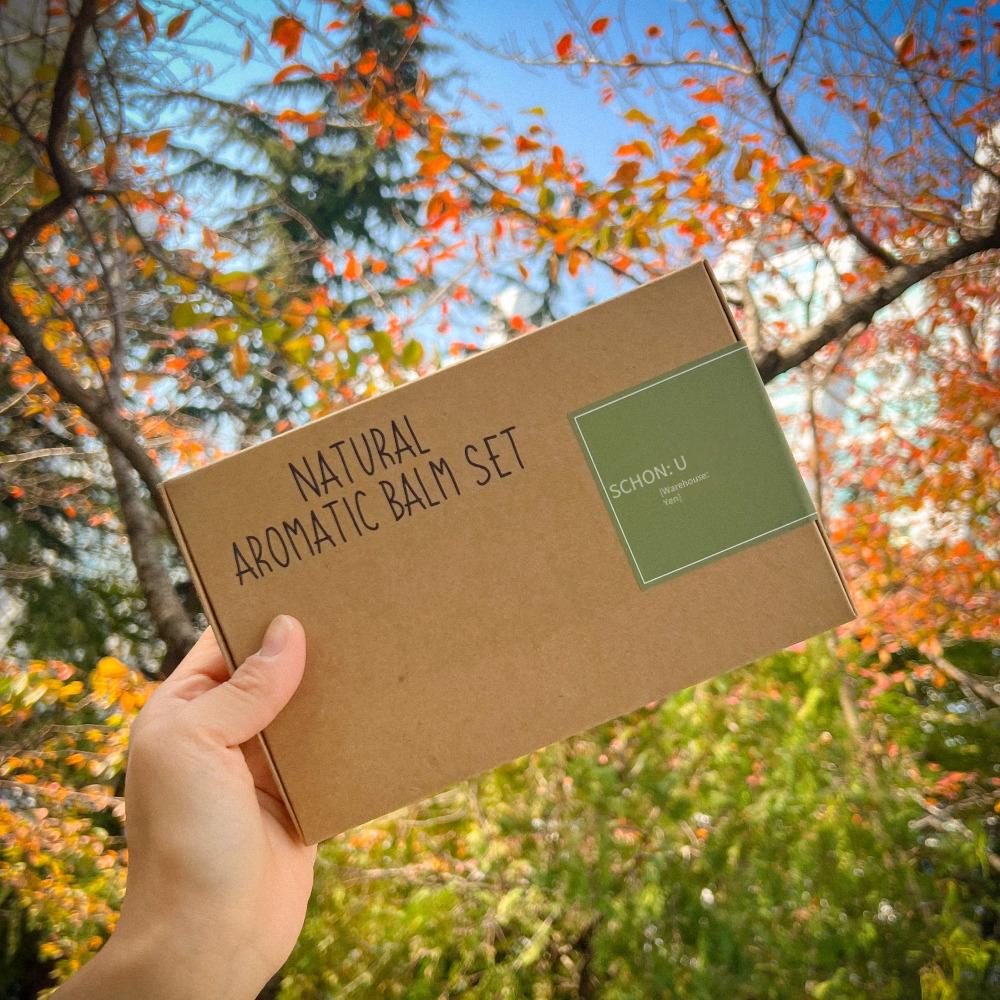 NATURAL
AROMATIC BALM SET
SCHON: U
[Warehouse:
Yen]